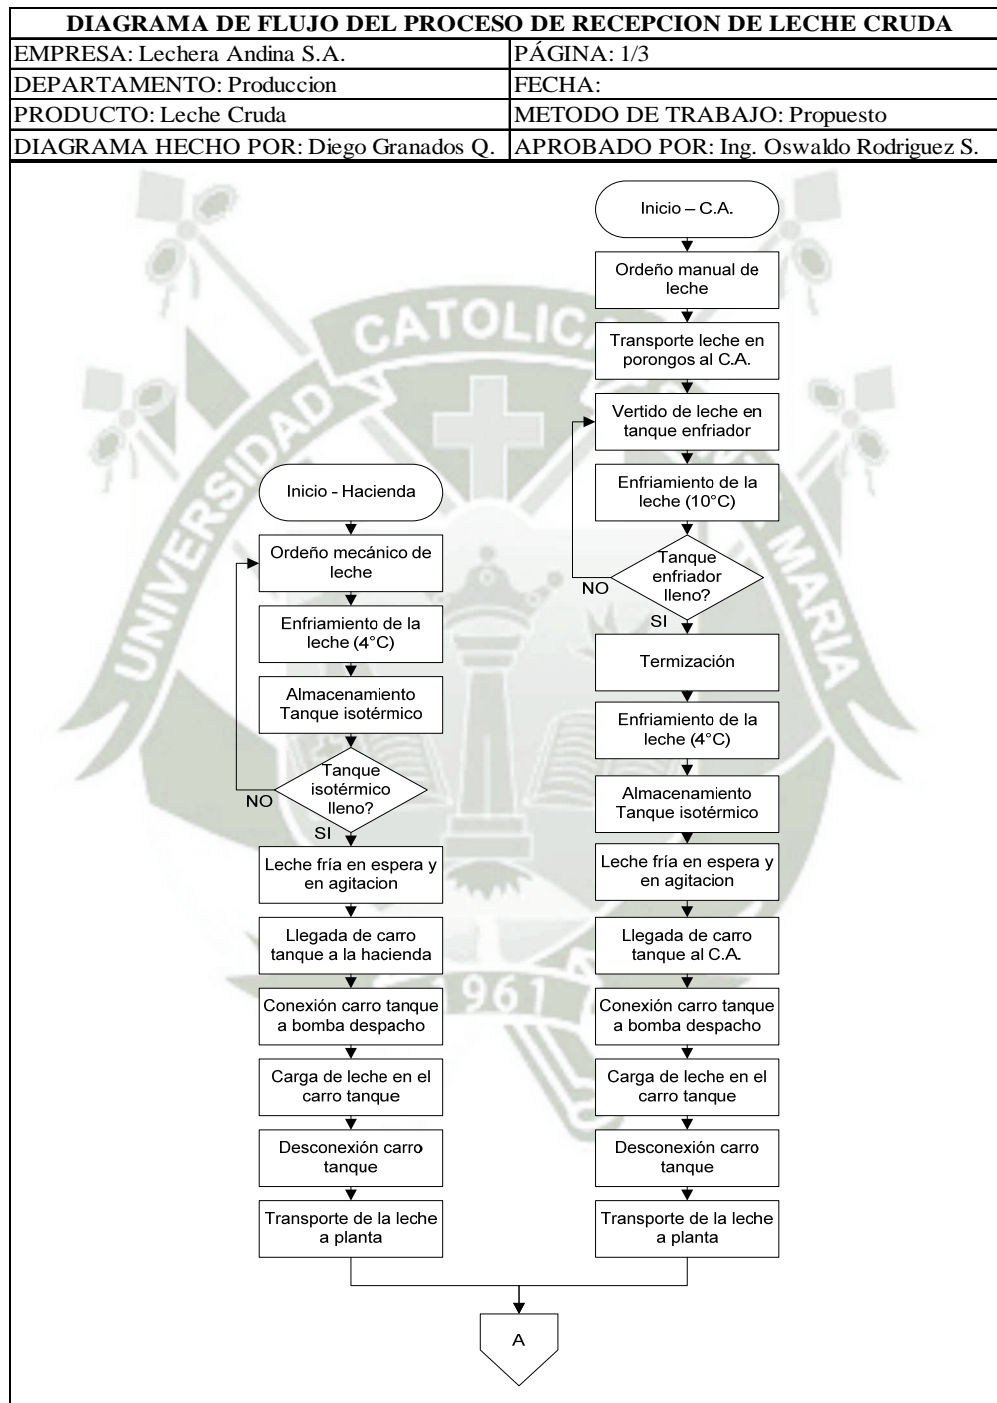 DIAGRAMA DE FLUJO DEL PROCESO DE RECEPCION DE LECHE CRUDA
EMPRESA: Lechera Andina S.A.
PÁGINA: 1/3
DEPARTAMENTO: Produccion
FECHA:
PRODUCTO: Leche Cruda
METODO DE TRABAJO: Propuesto
DIAGRAMA HECHO POR: Diego Granados Q.
APROBADO POR: Ing. Oswaldo Rodriguez S.
Inicio - Hacienda
Ordeño mecánico de
leche
Enfriamiento de la
leche (4°C)
Almacenamiento
Tanque isotérmico
Tanque
isotérmico
lleno?
NO
SI
Leche fría en espera y
en agitacion
Llegada de carro
tanque a la hacienda
Conexión carro tanque
a bomba despacho
Carga de leche en el
carro tanque
Desconexión carro
tanque
Transporte de la leche
a planta
Inicio – C.A.
Ordeño manual de
leche
Transporte leche en
porongos al C.A.
Vertido de leche en
tanque enfriador
Enfriamiento de la
leche (10°C)
Tanque
enfriador
lleno?
NO
SI
Termización
Enfriamiento de la
leche (4°C)
Almacenamiento
Tanque isotérmico
Leche fría en espera y
en agitacion
Llegada de carro
tanque al C.A.
Conexión carro tanque
a bomba despacho
Carga de leche en el
carro tanque
Desconexión carro
tanque
Transporte de la leche
a planta
A
UNIVERSIDAD
CATOLICA
MARIA
1961